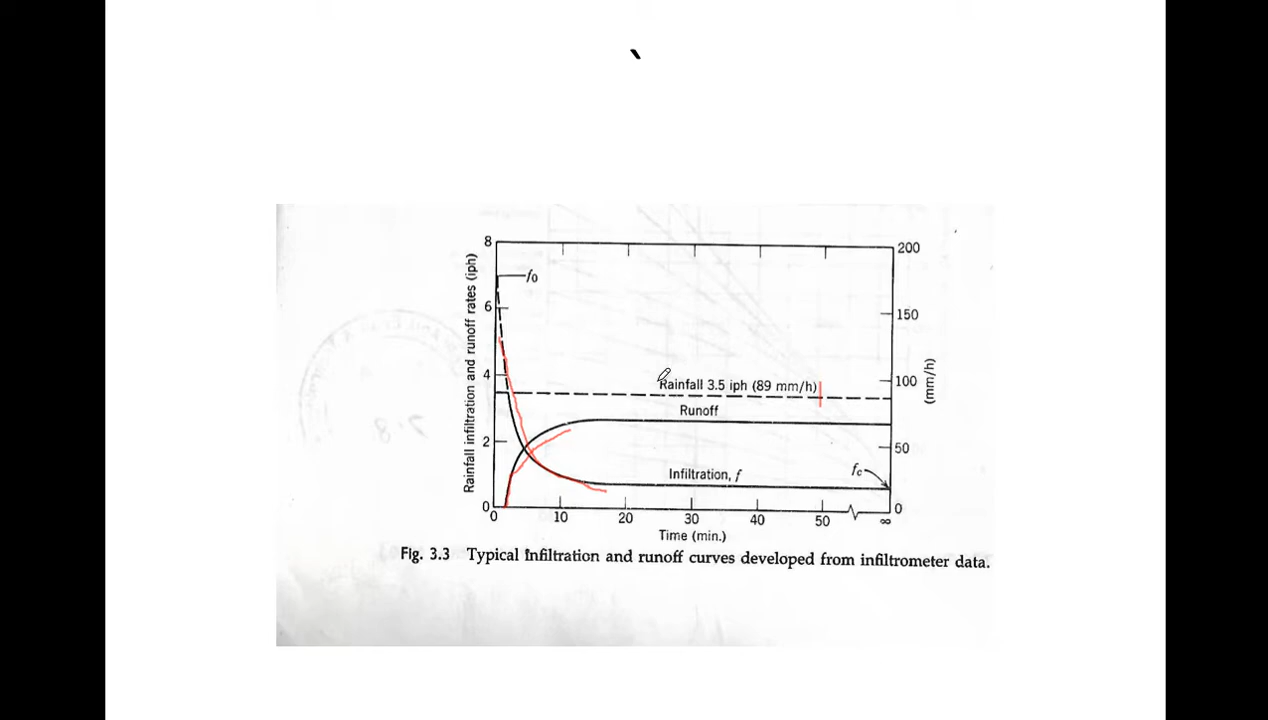 8
200
f0
6
150
4
100
Rainfall 3.5 iph (89 mm/h)
Runoff
2
50
Infiltration, f
fc
0
0
0 10 20 30 40 50 ∞
Time (min.)
Rainfall infiltration and runoff rates (iph)
(mm/h)
Fig. 3.3 Typical infiltration and runoff curves developed from infiltrometer data.